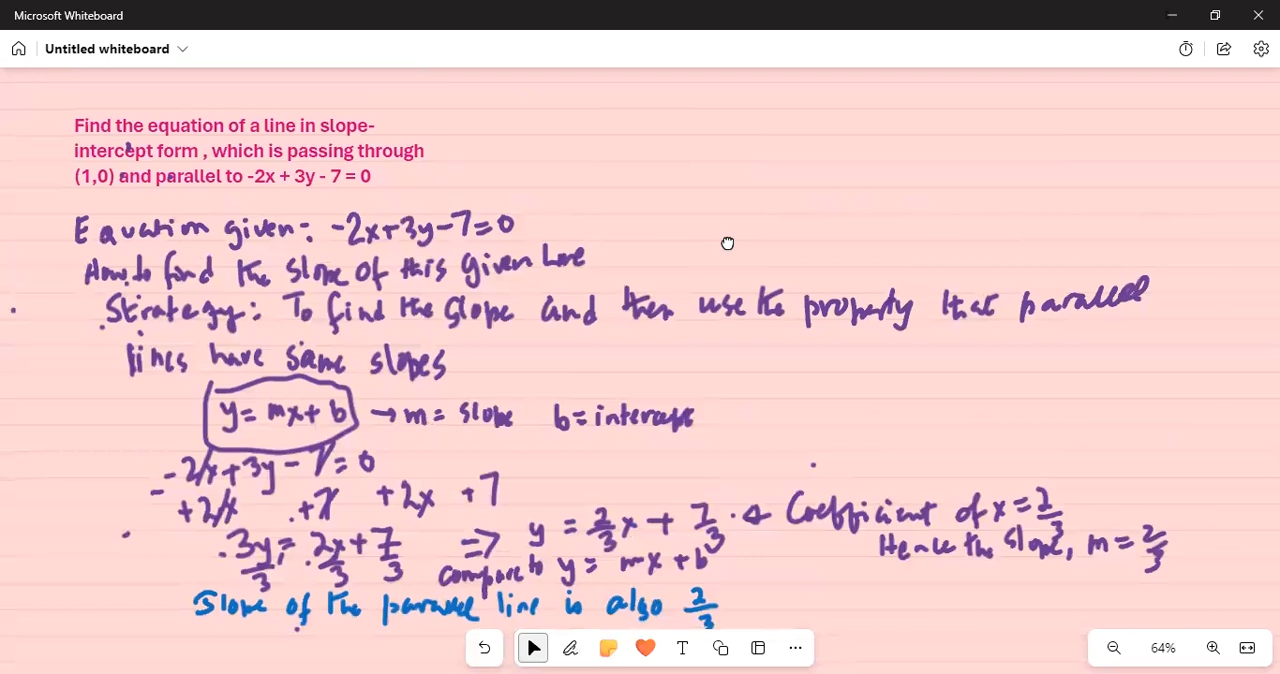 Microsoft Whiteboard
Untitled whiteboard
Find the equation of a line in slope-
intercept form , which is passing through
(1,0) and parallel to -2x + 3y - 7 = 0
Equation given:- -2x+3y-7=0
How to find the slope of this given line
Strategy: To find the slope and then use the property that parallel
lines have same slopes
y = mx + b → m = slope b = intercept
-2x+3y-7=0
+2x +7 +2x +7
3y/3 = 2x/3 + 7/3 ⇒ y = 2/3 x + 7/3 Coefficient of x = 2/3
Hence the slope, m = 2/3
compare to y = mx + b
Slope of the parallel line is also 2/3
64%